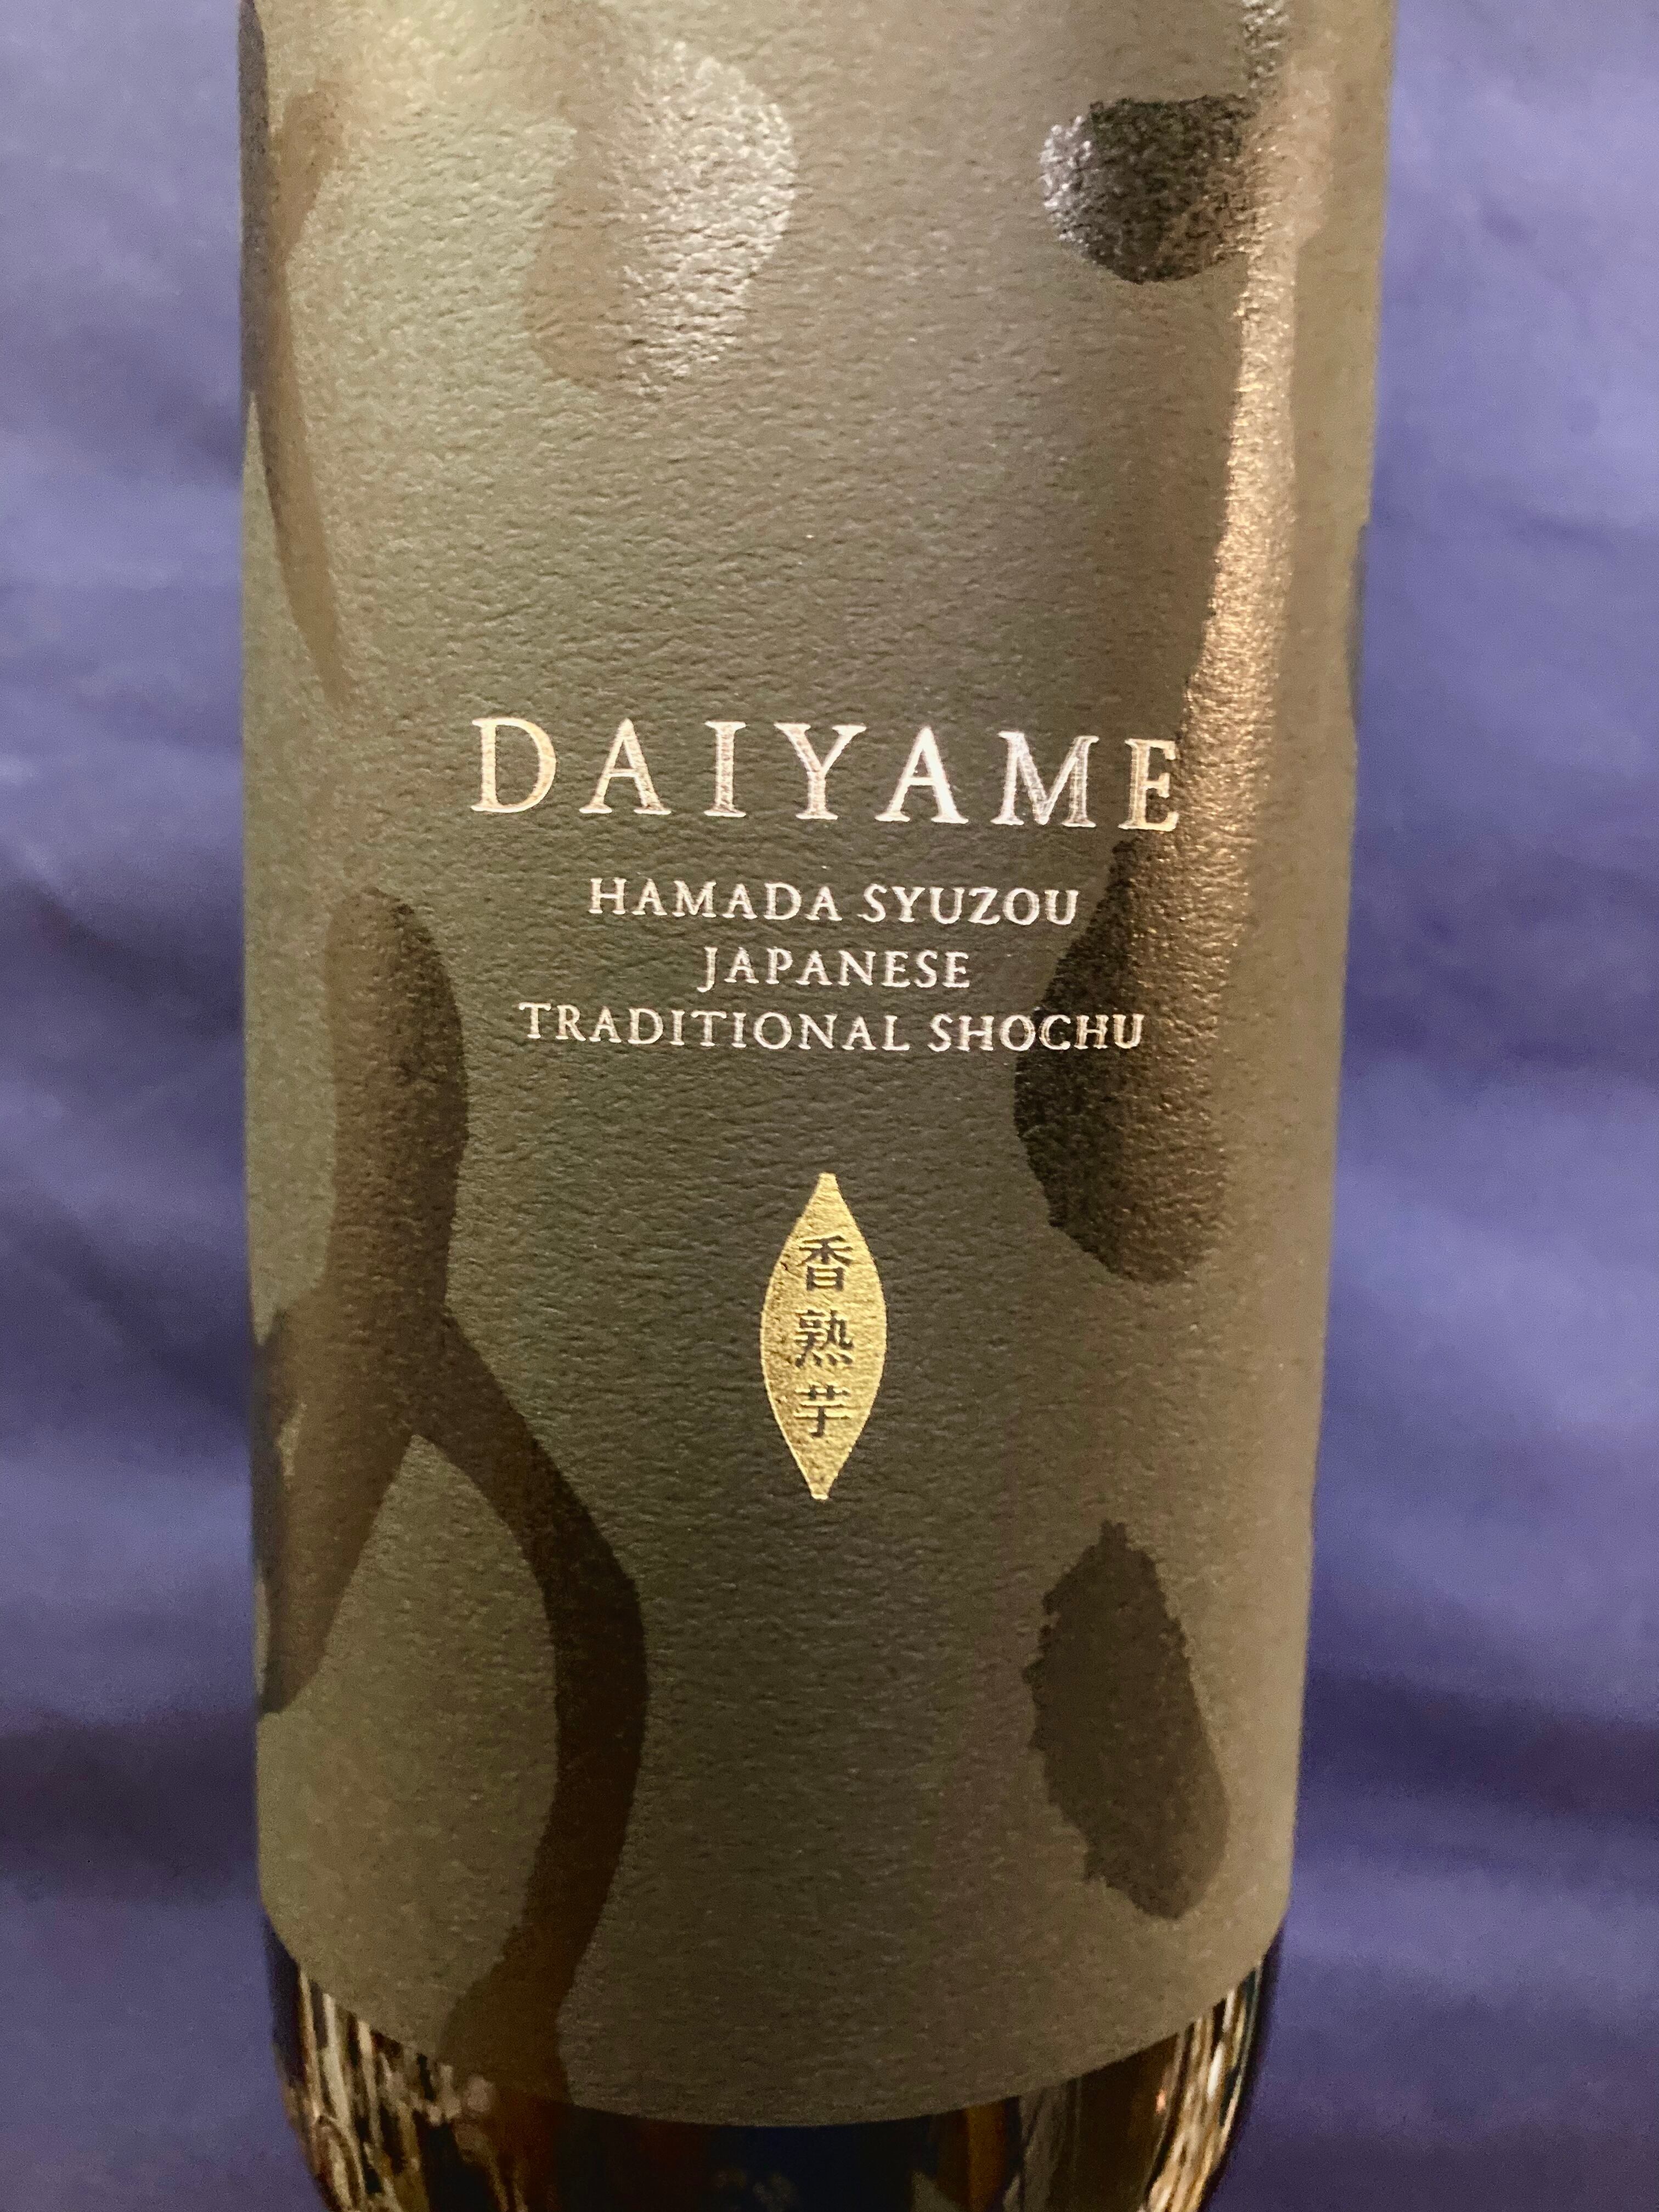 DAIYAME
HAMADA SYUZOU
JAPANESE
TRADITIONAL SHOCHU
香熟芋